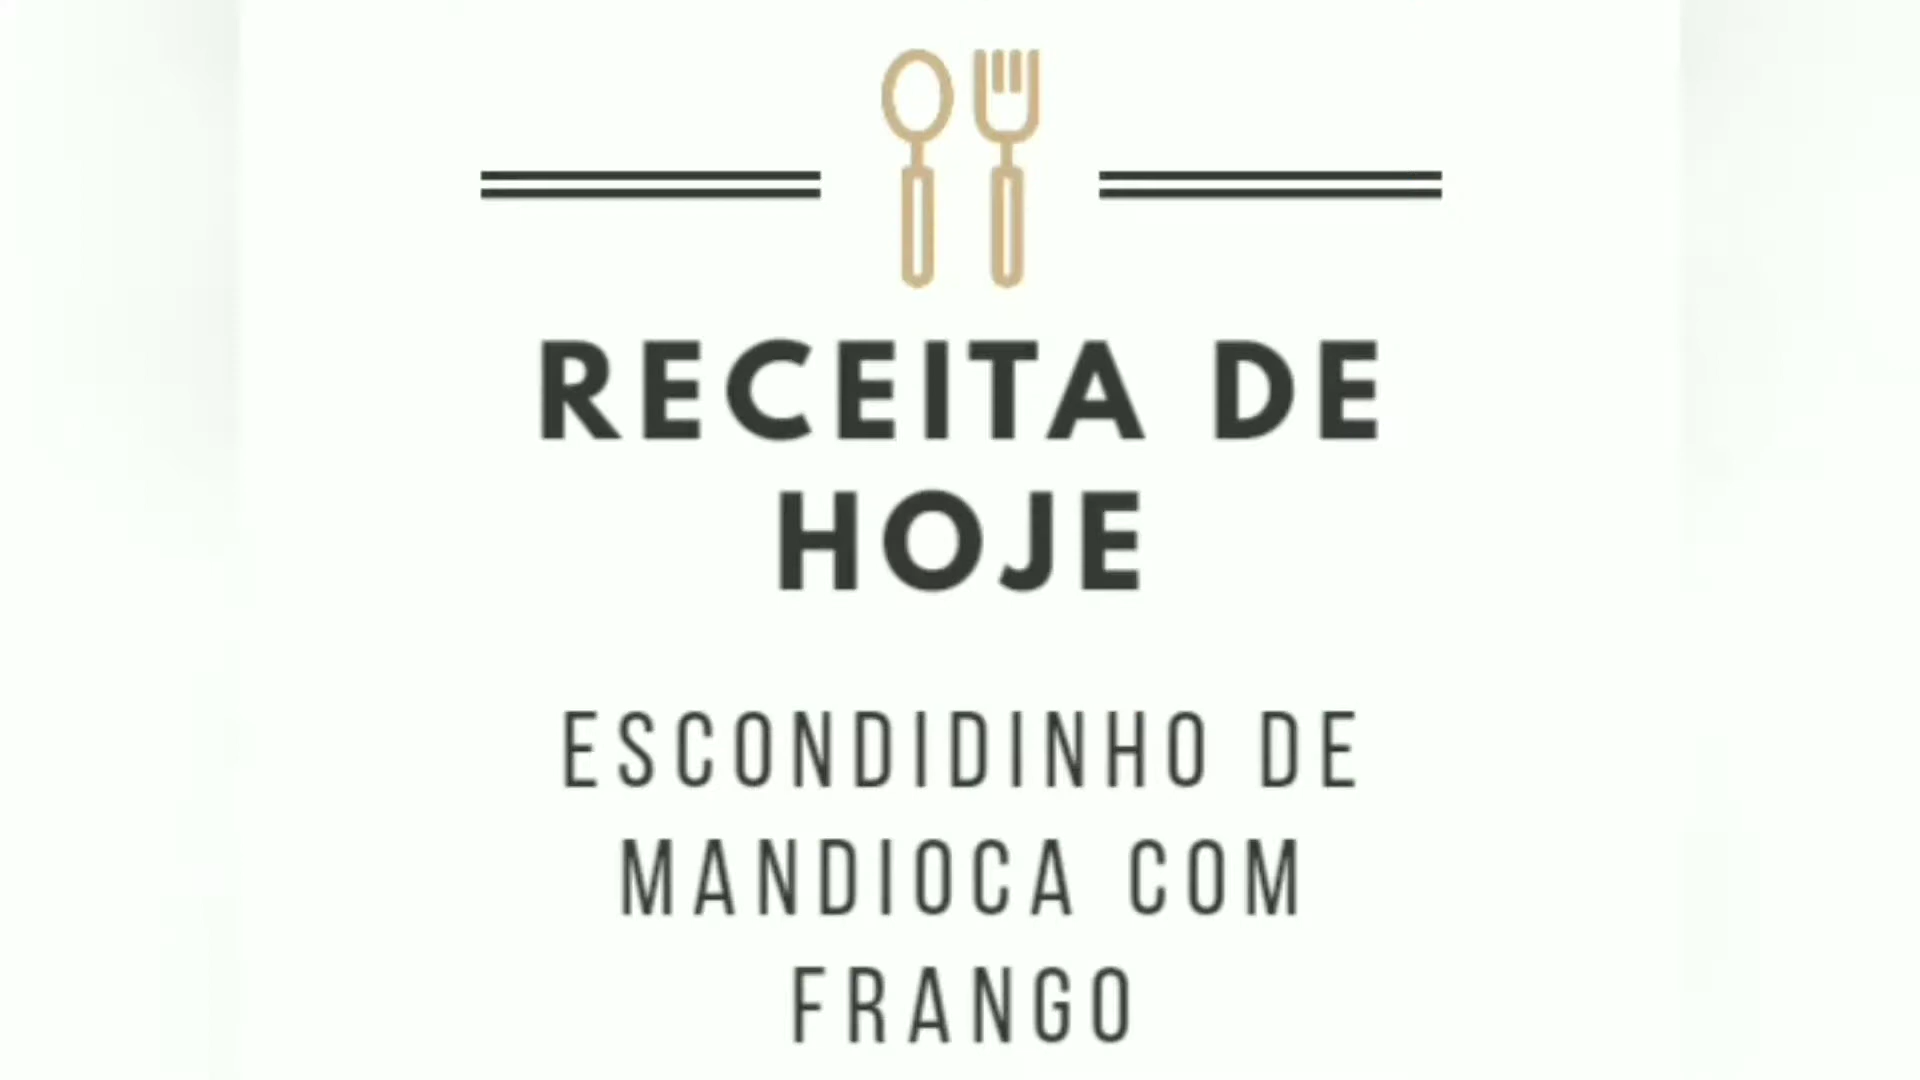 RECEITA DE
HOJE
ESCONDIDINHO DE
MANDIOCA COM
FRANGO